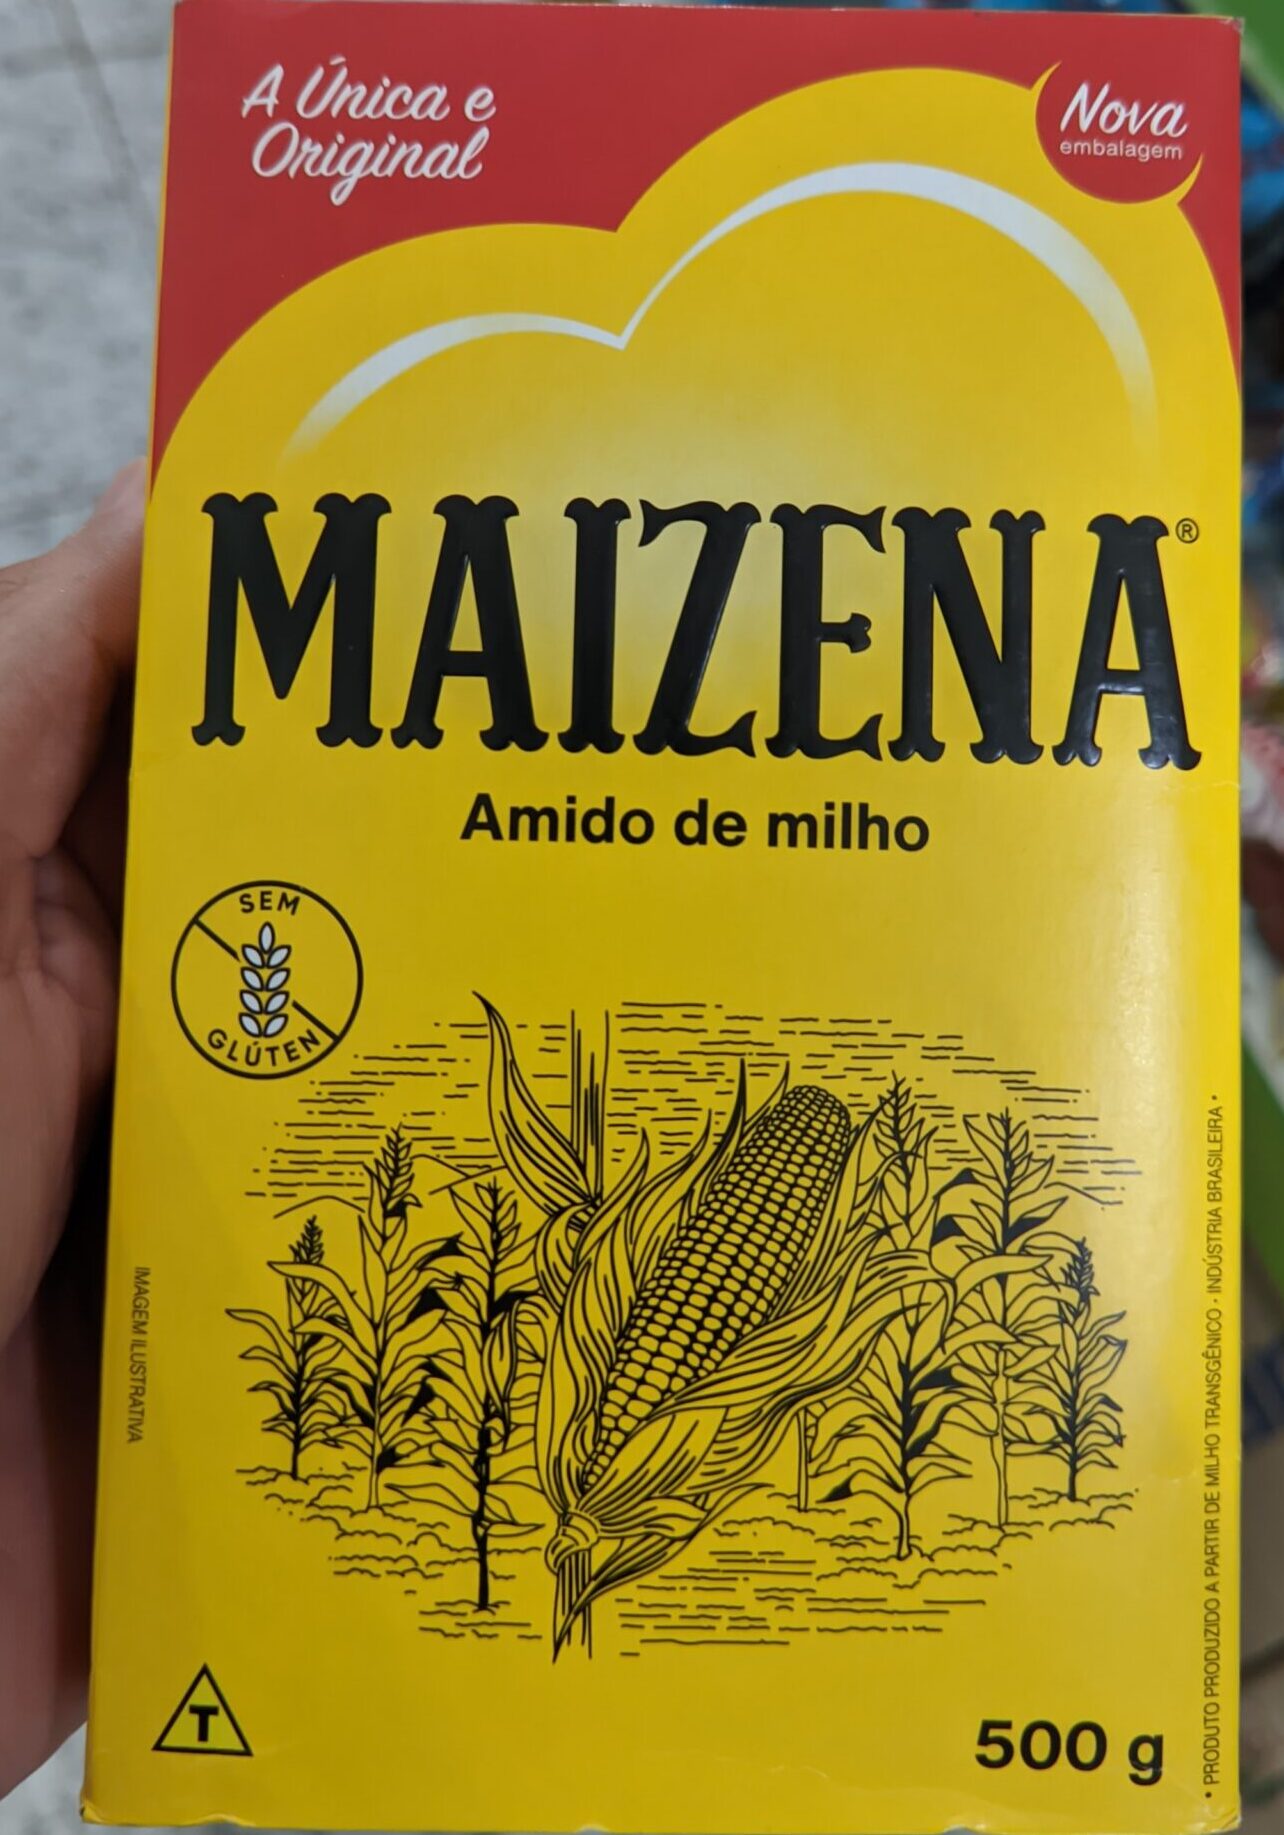 A Única e
Original
Nova
embalagem
MAIZENA®
Amido de milho
SEM
GLÚTEN
IMAGEM ILUSTRATIVA
• PRODUTO PRODUZIDO A PARTIR DE MILHO TRANSGÊNICO · INDÚSTRIA BRASILEIRA •
T
500 g